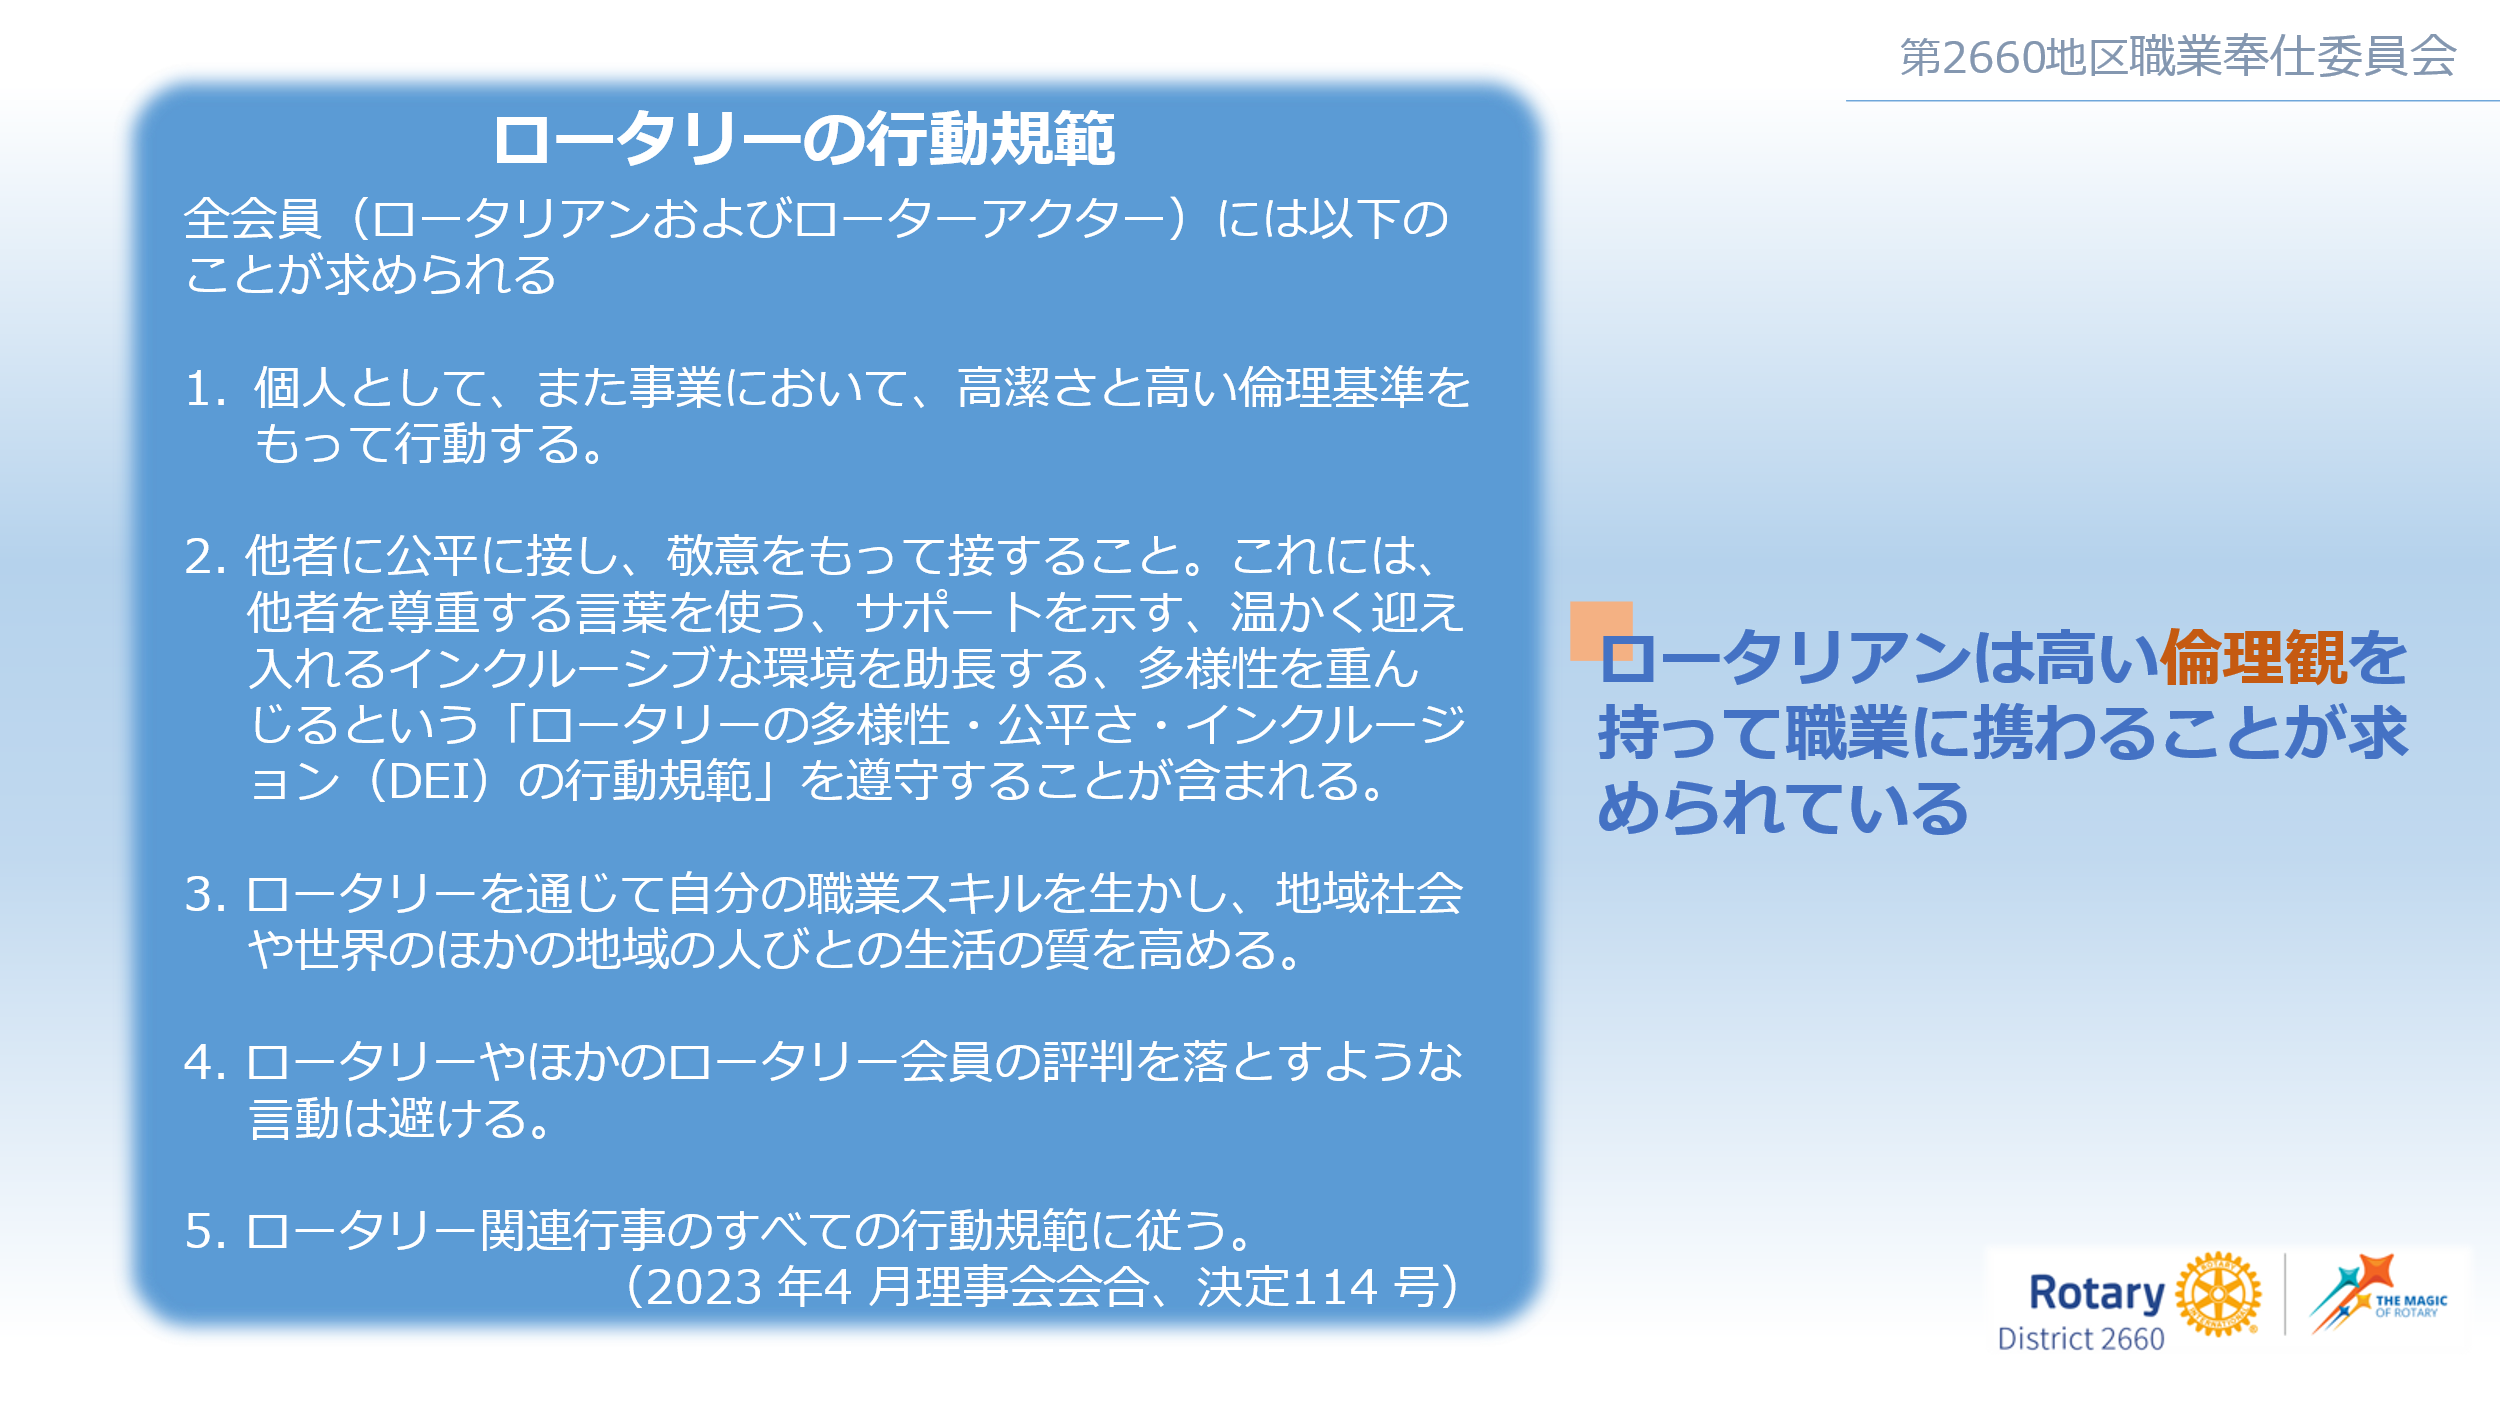 第2660地区職業奉仕委員会
ロータリーの行動規範
全会員（ロータリアンおよびローターアクター）には以下の
ことが求められる
1. 個人として、また事業において、高潔さと高い倫理基準を
もって行動する。
2. 他者に公平に接し、敬意をもって接すること。これには、
他者を尊重する言葉を使う、サポートを示す、温かく迎え
入れるインクルーシブな環境を助長する、多様性を重ん
じるという「ロータリーの多様性・公平さ・インクルージ
ョン（DEI）の行動規範」を遵守することが含まれる。
3. ロータリーを通じて自分の職業スキルを生かし、地域社会
や世界のほかの地域の人びとの生活の質を高める。
4. ロータリーやほかのロータリー会員の評判を落とすような
言動は避ける。
5. ロータリー関連行事のすべての行動規範に従う。
（2023 年4 月理事会会合、決定114 号）
ロータリアンは高い倫理観を
持って職業に携わることが求
められている
Rotary
District 2660
ROTARY
INTERNATIONAL
THE MAGIC
OF ROTARY